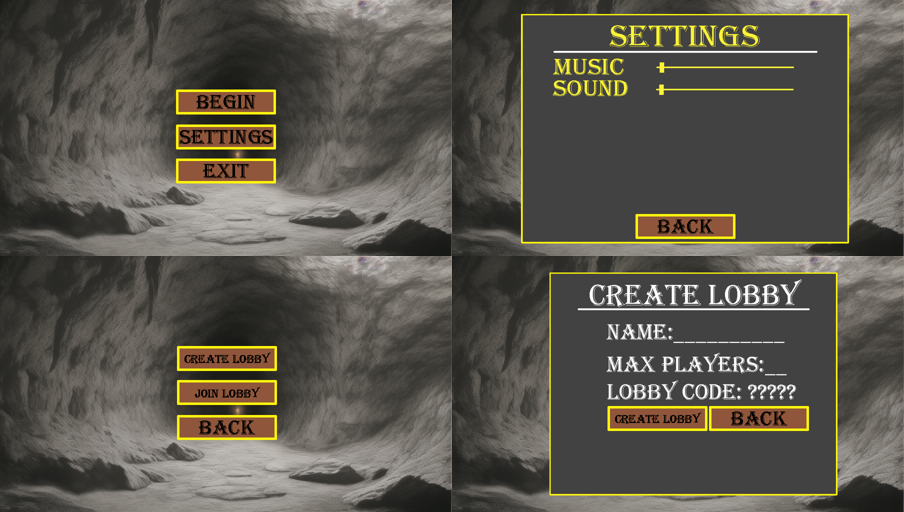 BEGIN
SETTINGS
EXIT
SETTINGS
MUSIC
SOUND
BACK
CREATE LOBBY
JOIN LOBBY
BACK
CREATE LOBBY
NAME:__________
MAX PLAYERS:__
LOBBY CODE: ?????
CREATE LOBBY BACK